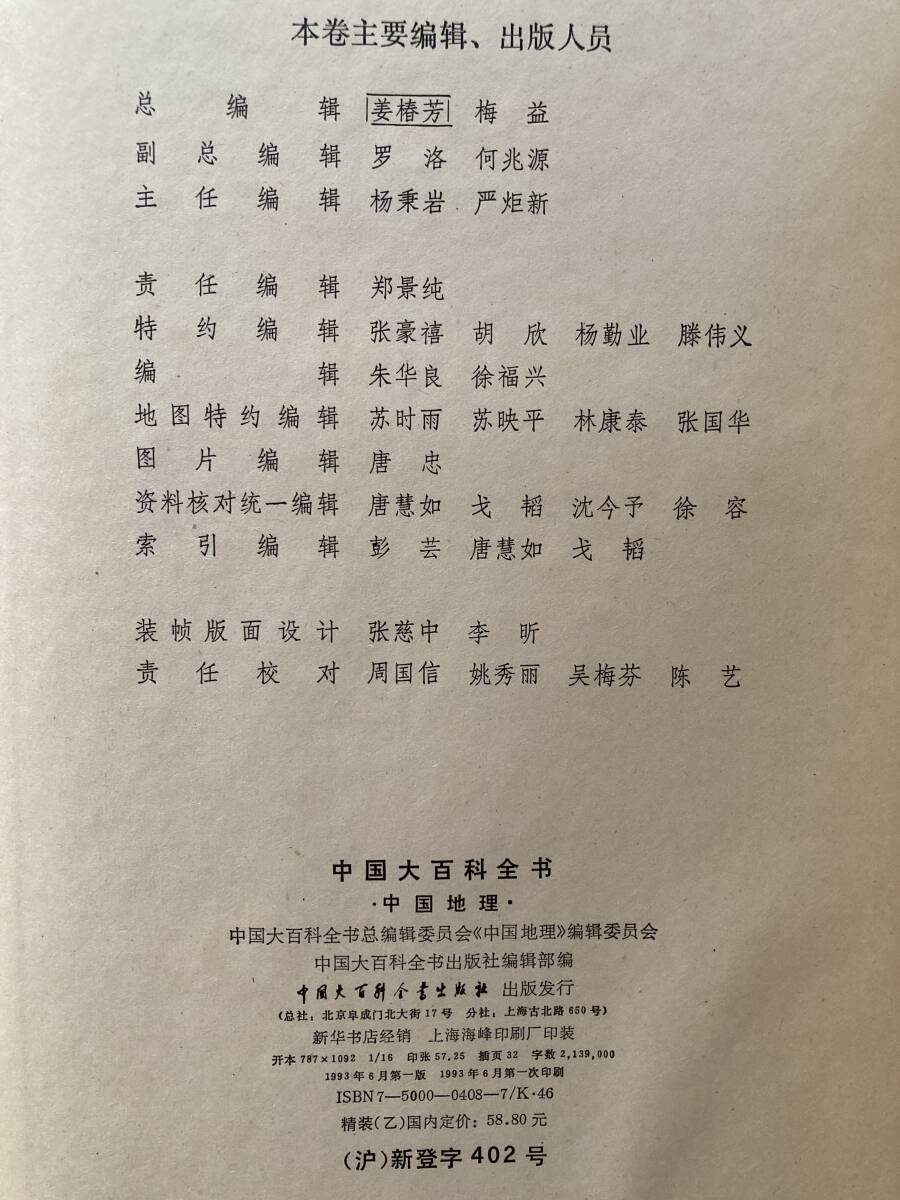 本卷主要编辑、出版人员
总编辑 姜椿芳 梅益
副总编辑 罗洛 何兆源
主任编辑 杨秉岩 严炬新
责任编辑 郑景纯
特约编辑 张豪禧 胡欣 杨勤业 滕伟义
编辑 朱华良 徐福兴
地图特约编辑 苏时雨 苏映平 林康泰 张国华
图片编辑 唐忠
资料核对统一编辑 唐慧如 戈韬 沈今予 徐容
索引编辑 彭芸 唐慧如 戈韬
装帧版面设计 张慈中 李昕
责任校对 周国信 姚秀丽 吴梅芬 陈艺
中国大百科全书
·中国地理·
中国大百科全书总编辑委员会《中国地理》编辑委员会
中国大百科全书出版社编辑部编
中国大百科全书出版社 出版发行
(总社：北京阜成门北大街17号 分社：上海古北路650号)
新华书店经销 上海海峰印刷厂印装
开本 787×1092 1/16 印张 57.25 插页 32 字数 2,139,000
1993年6月第一版 1993年6月第一次印刷
ISBN7—5000—0408—7/K·46
精装(乙)国内定价：58.80元
(沪)新登字402号